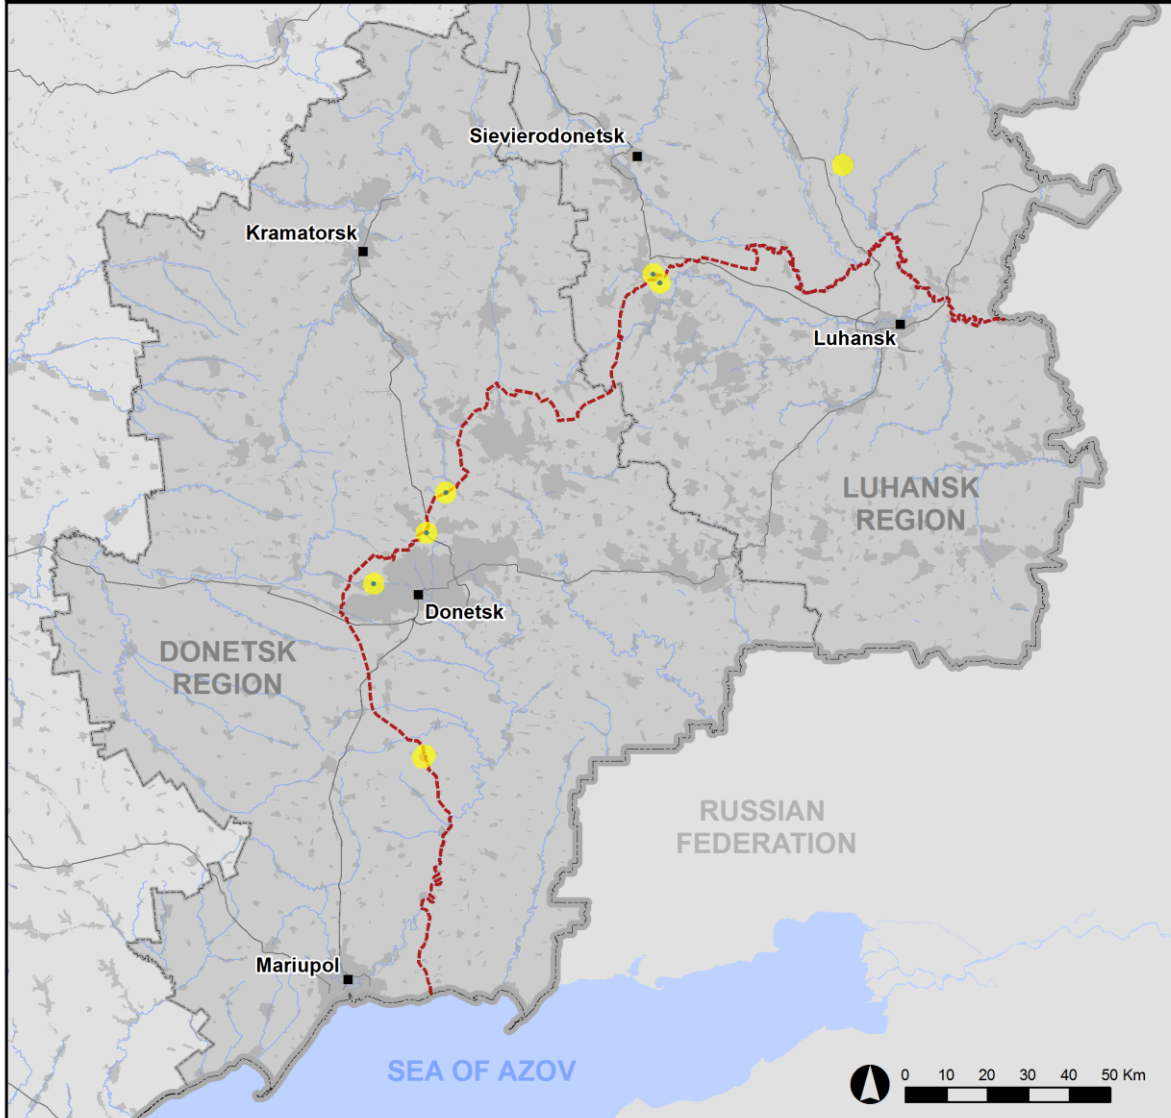 Sievierodonetsk
Kramatorsk
Luhansk
LUHANSK
REGION
Donetsk
DONETSK
REGION
RUSSIAN
FEDERATION
Mariupol
SEA OF AZOV
0 10 20 30 40 50 Km